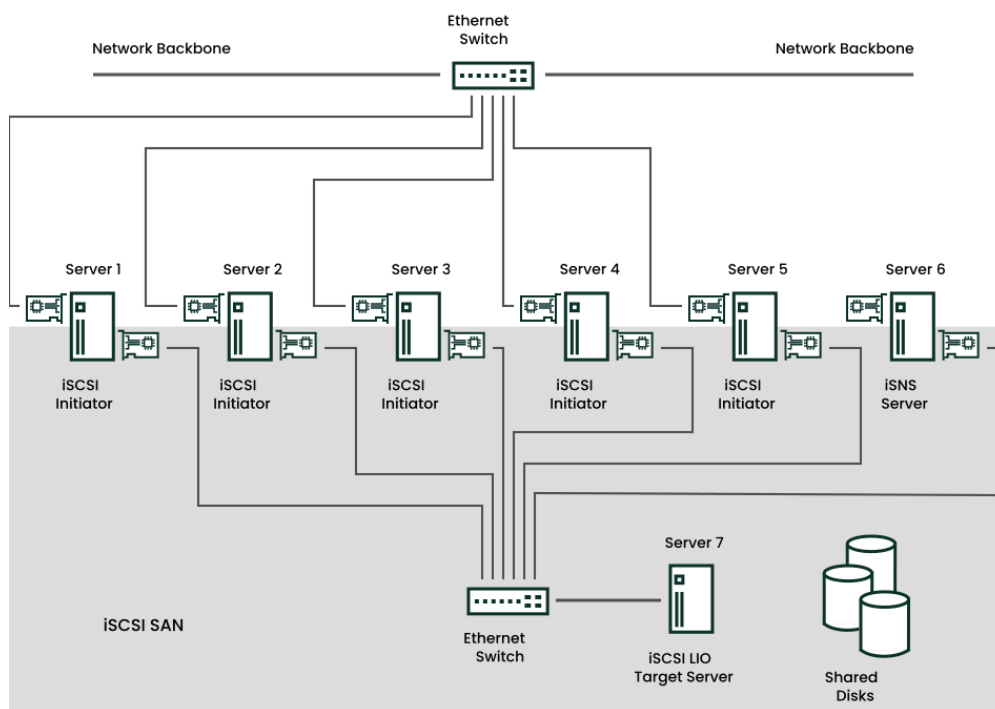 Ethernet
Switch
Network Backbone
Network Backbone
Server 1
Server 2
Server 3
Server 4
Server 5
Server 6
iSCSI
Initiator
iSCSI
Initiator
iSCSI
Initiator
iSCSI
Initiator
iSCSI
Initiator
iSNS
Server
Server 7
iSCSI SAN
Ethernet
Switch
iSCSI LIO
Target Server
Shared
Disks